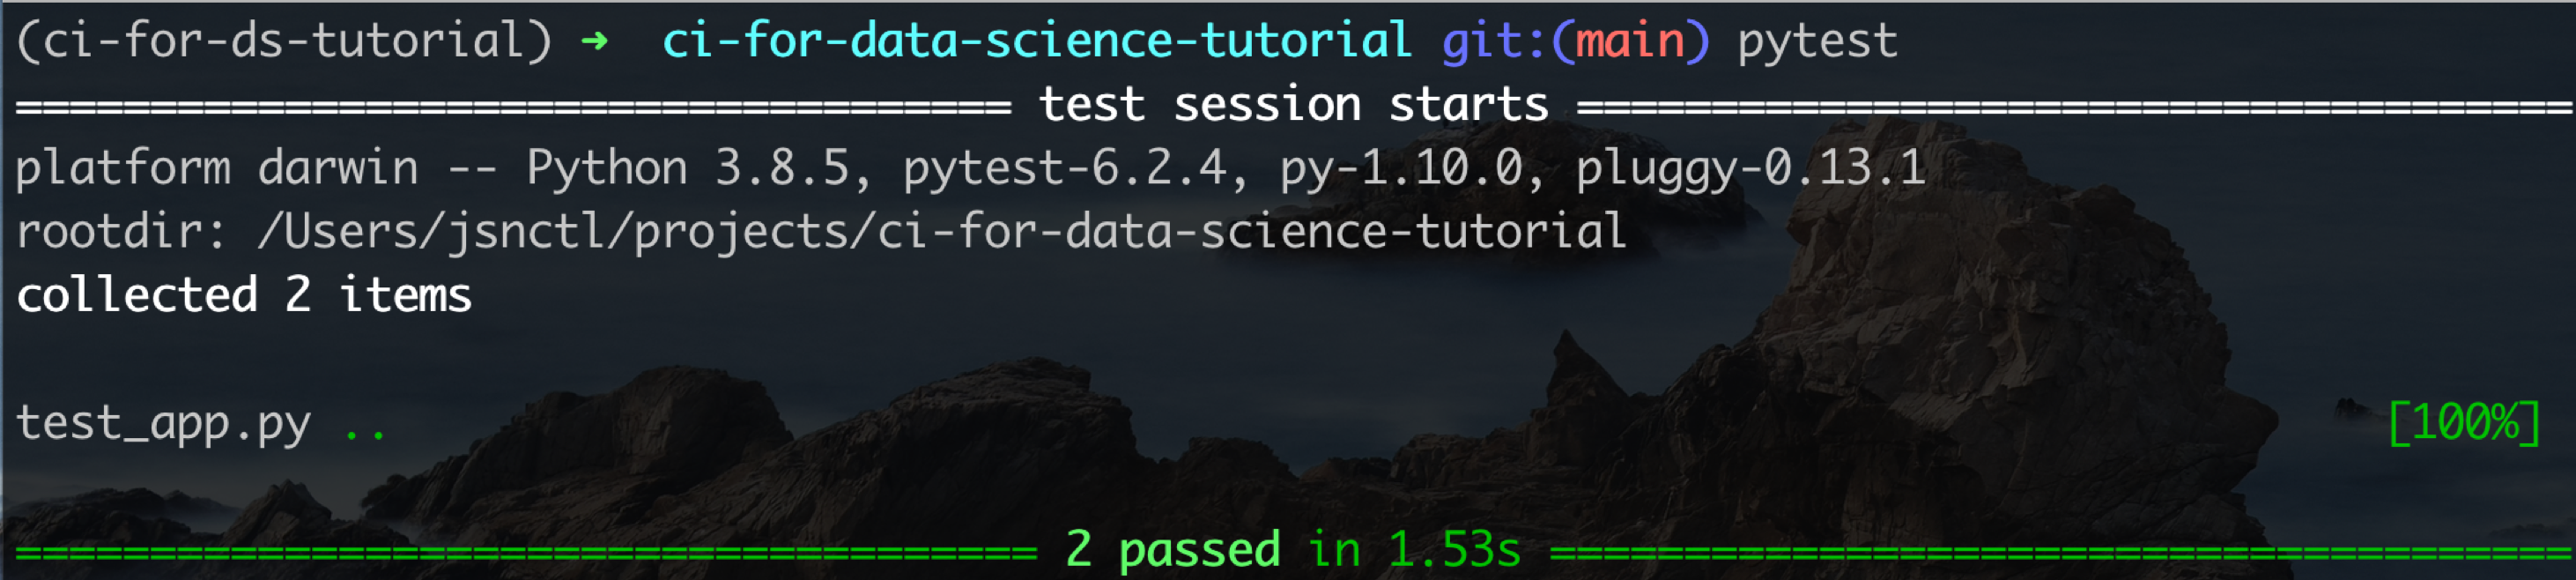 (ci-for-ds-tutorial) ➜  ci-for-data-science-tutorial git:(main) pytest
===================================== test session starts =====================================
platform darwin -- Python 3.8.5, pytest-6.2.4, py-1.10.0, pluggy-0.13.1
rootdir: /Users/jsnctl/projects/ci-for-data-science-tutorial
collected 2 items
test_app.py .. [100%]
====================================== 2 passed in 1.53s ======================================